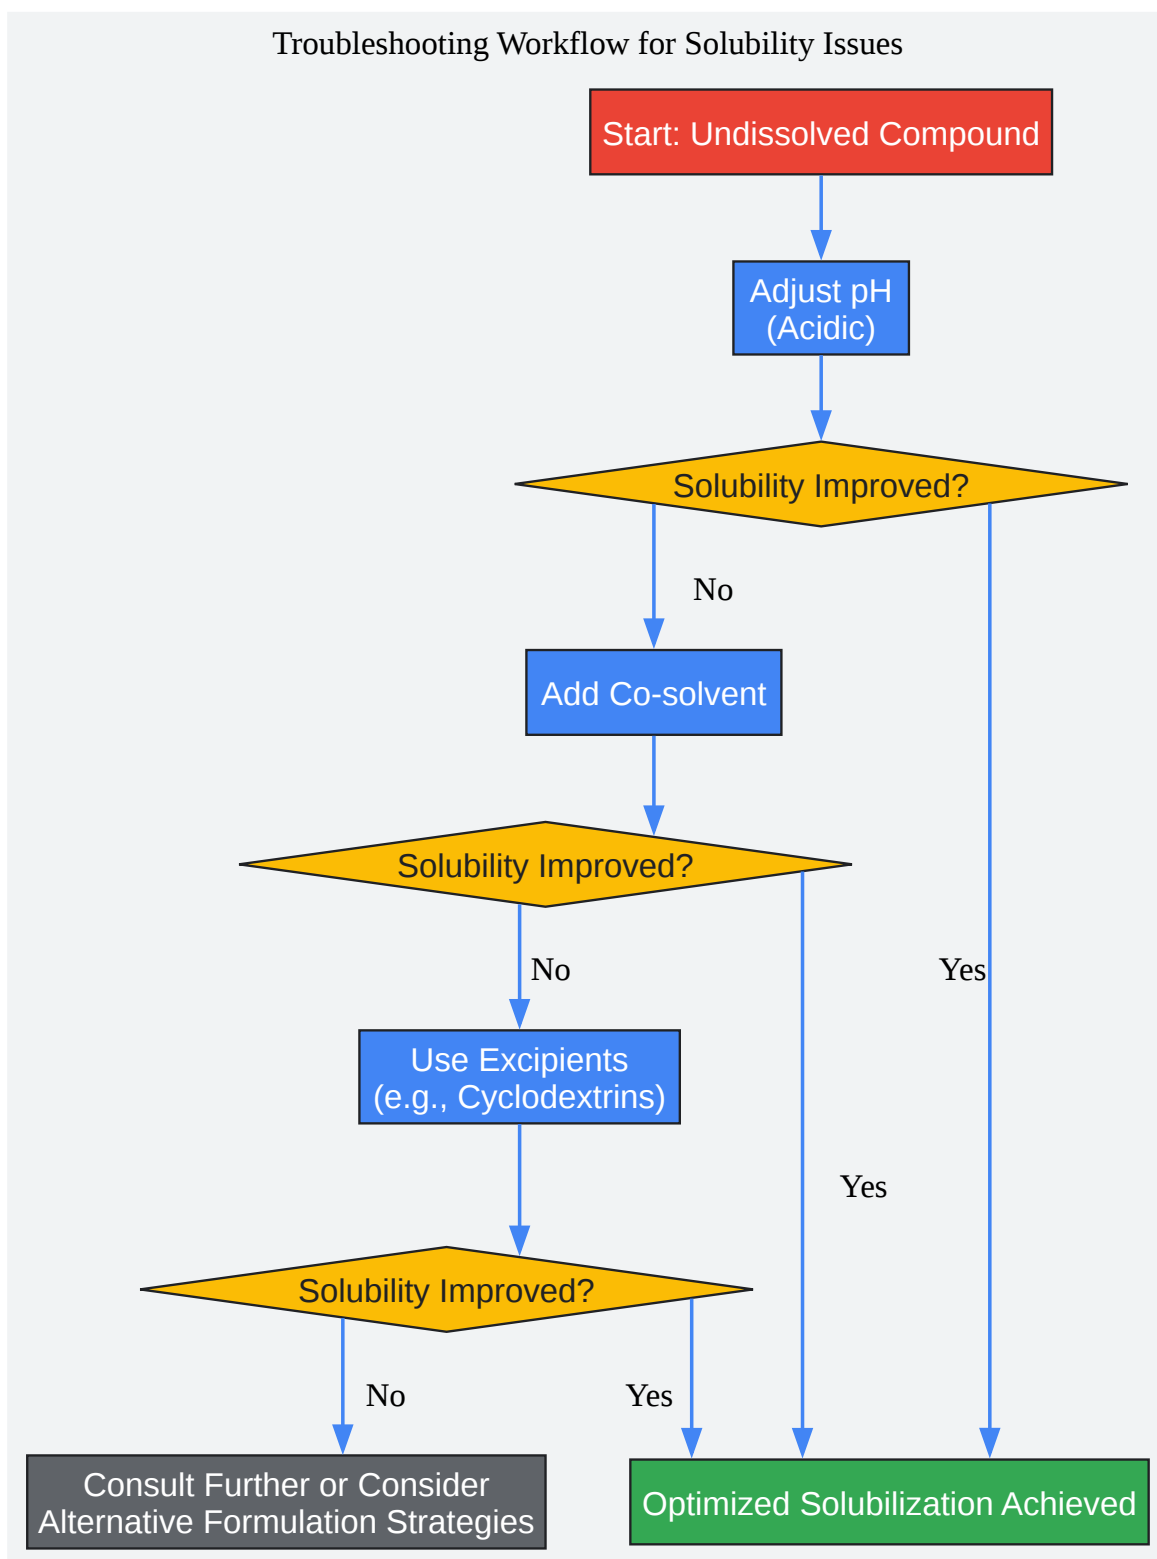 Troubleshooting Workflow for Solubility Issues
Start: Undissolved Compound
Adjust pH
(Acidic)
Solubility Improved?
No
Add Co-solvent
Solubility Improved?
No
Yes
Use Excipients
(e.g., Cyclodextrins)
Yes
Solubility Improved?
No
Yes
Consult Further or Consider
Alternative Formulation Strategies
Optimized Solubilization Achieved